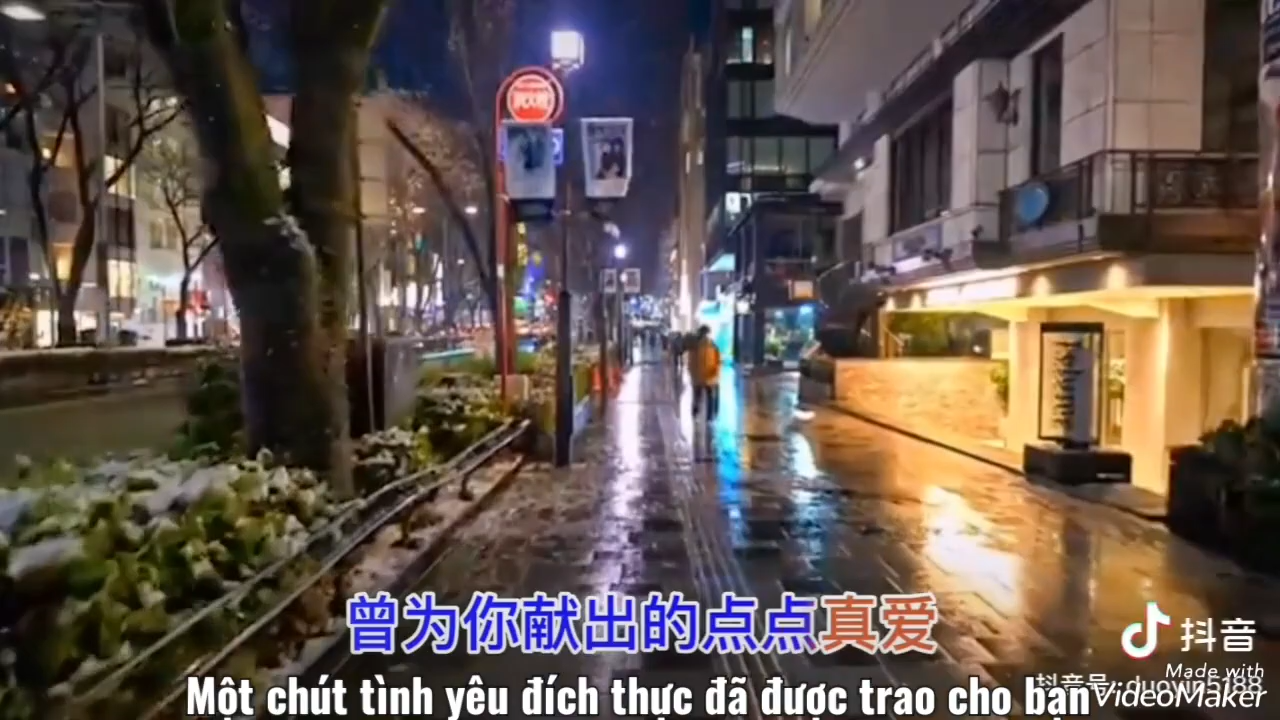 曾为你献出的点点真爱
抖音
Made with
VideoMaker
Một chút tình yêu đích thực đã được trao cho bạn